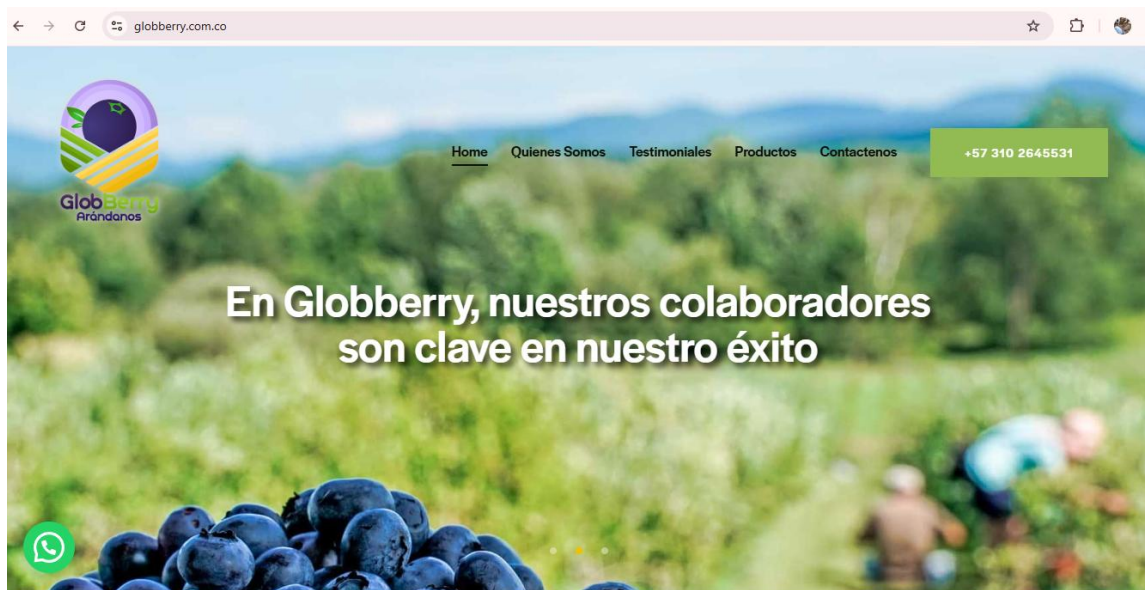 globberry.com.co
GlobBerry
Arándanos
Home Quienes Somos Testimoniales Productos Contactenos
+57 310 2645531
En Globberry, nuestros colaboradores
son clave en nuestro éxito